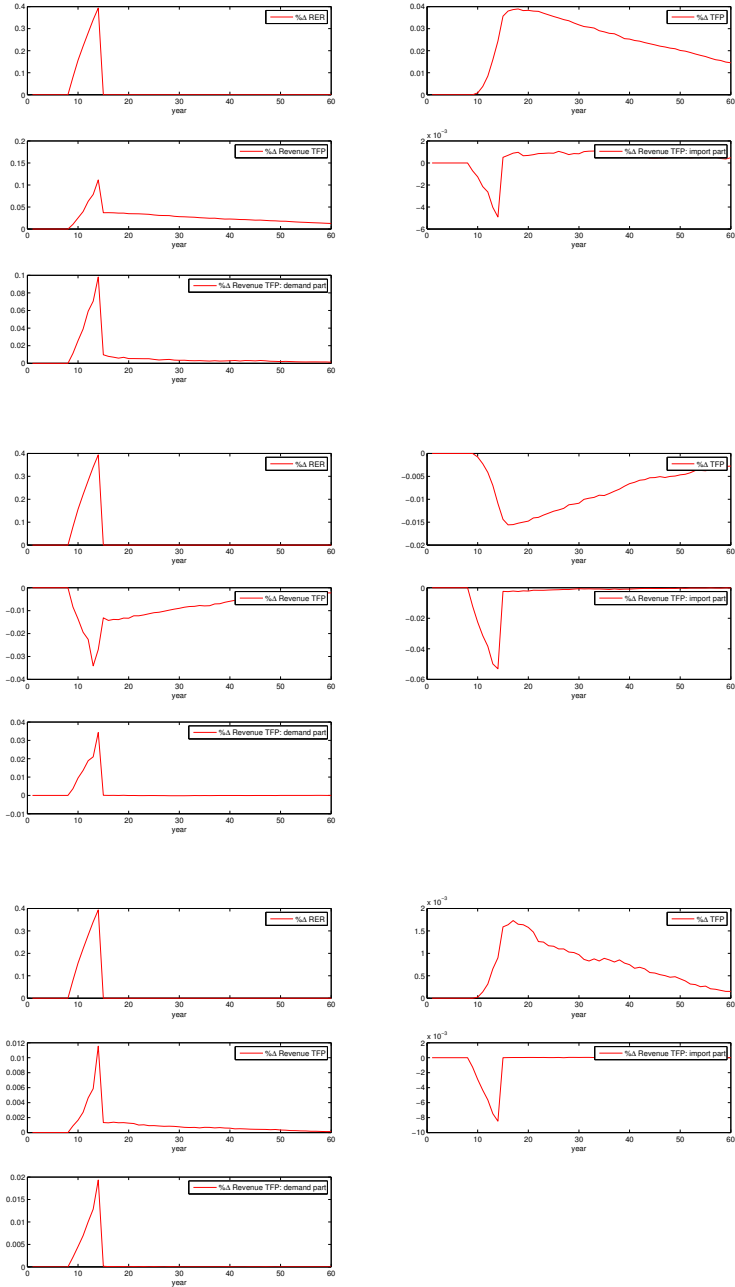 %Δ RER
0.4
0.3
0.2
0.1
0
0 10 20 30 40 50 60
year
%Δ TFP
0.04
0.03
0.02
0.01
0
0 10 20 30 40 50 60
year
%Δ Revenue TFP
0.2
0.15
0.1
0.05
0
0 10 20 30 40 50 60
year
x 10⁻³
%Δ Revenue TFP: import part
2
0
−2
−4
−6
0 10 20 30 40 50 60
year
%Δ Revenue TFP: demand part
0.1
0.08
0.06
0.04
0.02
0
0 10 20 30 40 50 60
year
%Δ RER
0.4
0.3
0.2
0.1
0
0 10 20 30 40 50 60
year
%Δ TFP
0
−0.005
−0.01
−0.015
−0.02
0 10 20 30 40 50 60
year
%Δ Revenue TFP
0
−0.01
−0.02
−0.03
−0.04
0 10 20 30 40 50 60
year
%Δ Revenue TFP: import part
0
−0.02
−0.04
−0.06
0 10 20 30 40 50 60
year
%Δ Revenue TFP: demand part
0.04
0.03
0.02
0.01
0
−0.01
0 10 20 30 40 50 60
year
%Δ RER
0.4
0.3
0.2
0.1
0
0 10 20 30 40 50 60
year
x 10⁻³
%Δ TFP
2
1.5
1
0.5
0
0 10 20 30 40 50 60
year
%Δ Revenue TFP
0.012
0.01
0.008
0.006
0.004
0.002
0
0 10 20 30 40 50 60
year
x 10⁻³
%Δ Revenue TFP: import part
2
0
−2
−4
−6
−8
−10
0 10 20 30 40 50 60
year
%Δ Revenue TFP: demand part
0.02
0.015
0.01
0.005
0
0 10 20 30 40 50 60
year